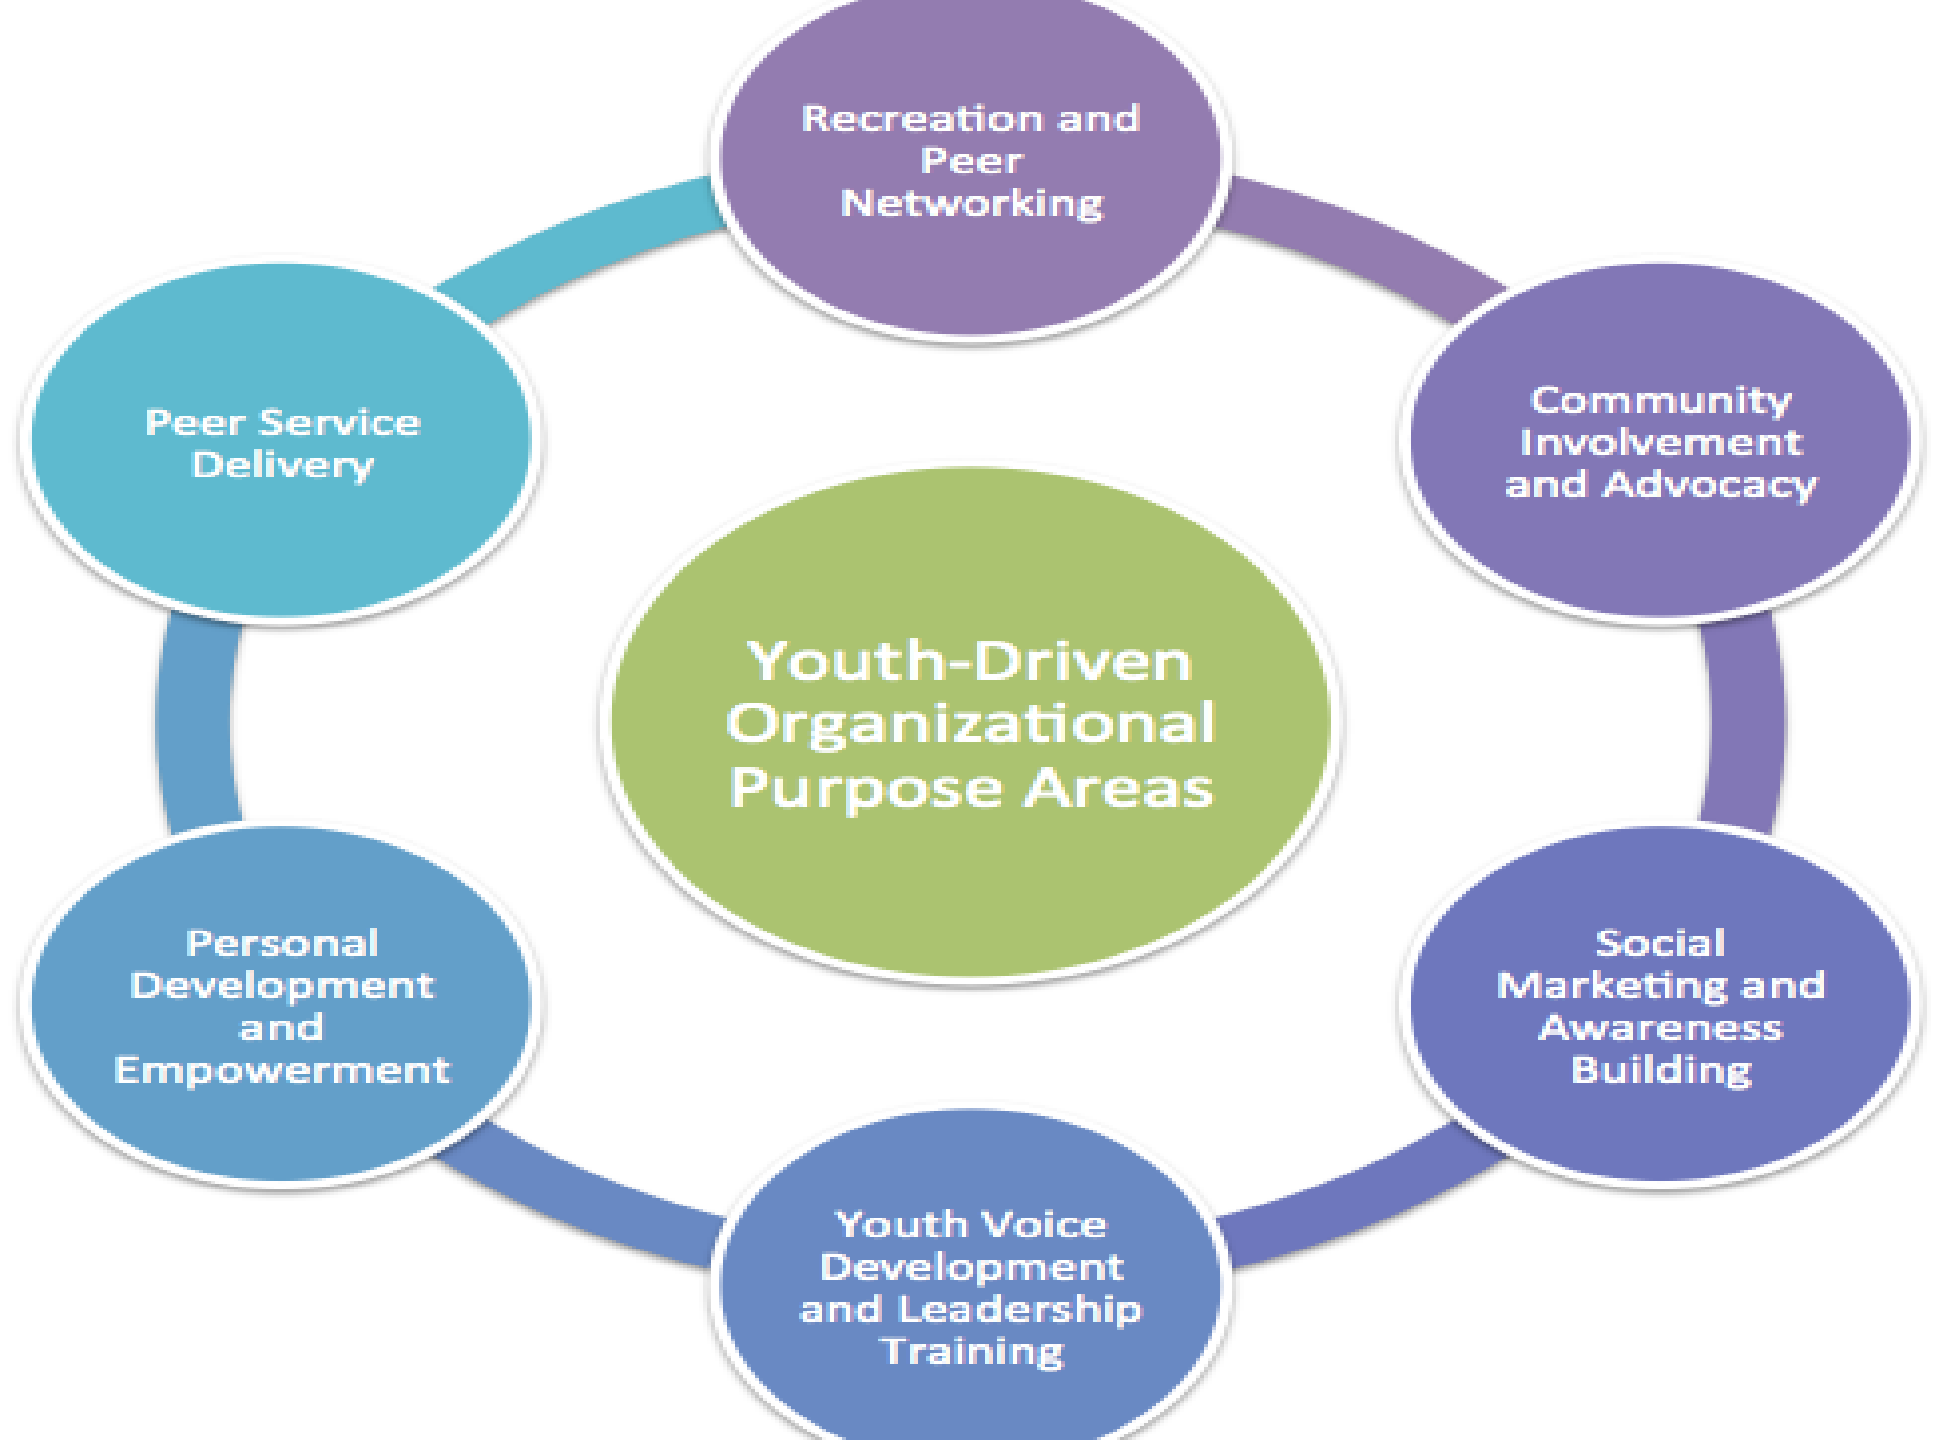 Recreation and
Peer
Networking
Community
Involvement
and Advocacy
Social
Marketing and
Awareness
Building
Youth Voice
Development
and Leadership
Training
Personal
Development
and
Empowerment
Peer Service
Delivery
Youth-Driven
Organizational
Purpose Areas